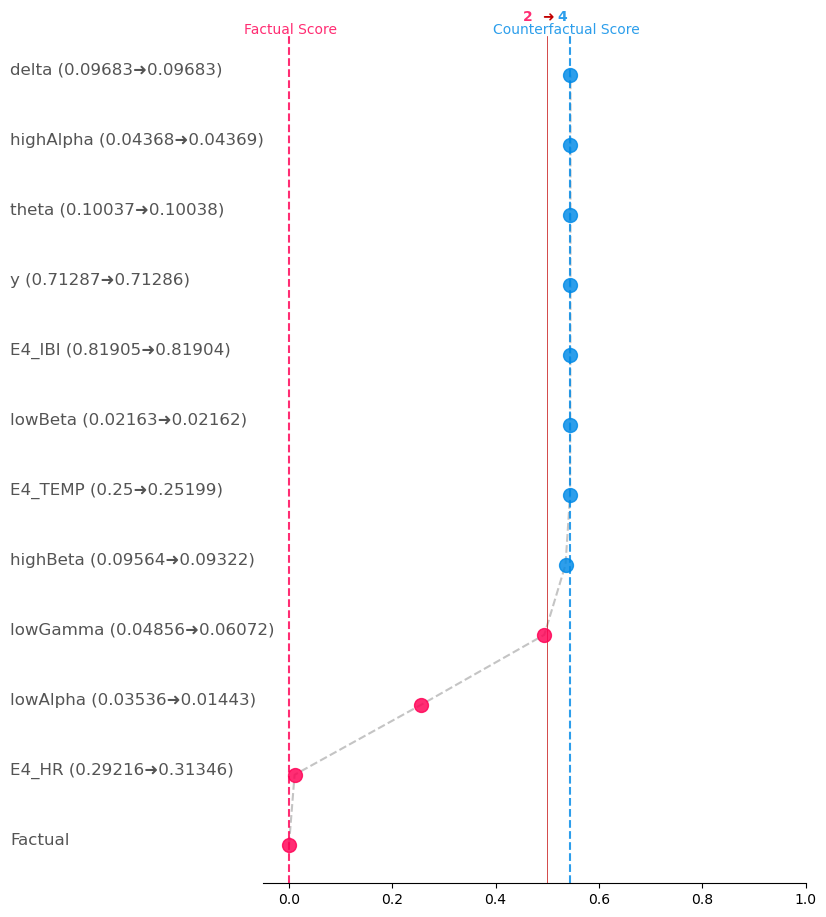 2 ➜ 4
Factual Score Counterfactual Score
delta (0.09683➜0.09683)
highAlpha (0.04368➜0.04369)
theta (0.10037➜0.10038)
y (0.71287➜0.71286)
E4_IBI (0.81905➜0.81904)
lowBeta (0.02163➜0.02162)
E4_TEMP (0.25➜0.25199)
highBeta (0.09564➜0.09322)
lowGamma (0.04856➜0.06072)
lowAlpha (0.03536➜0.01443)
E4_HR (0.29216➜0.31346)
Factual
0.0 0.2 0.4 0.6 0.8 1.0